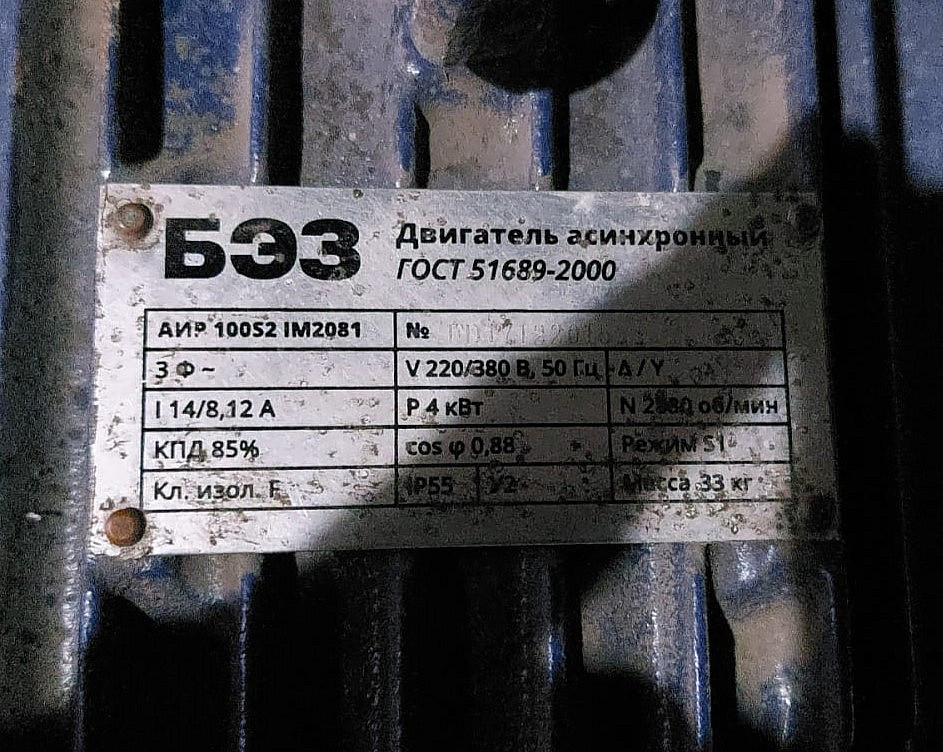 БЭЗ
Двигатель асинхронный
ГОСТ 51689-2000
АИР 100S2 IM2081 №
3 Ф ~ V 220/380 В, 50 Гц Δ / Y
I 14/8,12 А P 4 кВт N 2880 об/мин
КПД 85% cos φ 0,88 Режим S1
Кл. изол. F IP55 У2 Масса 33 кг